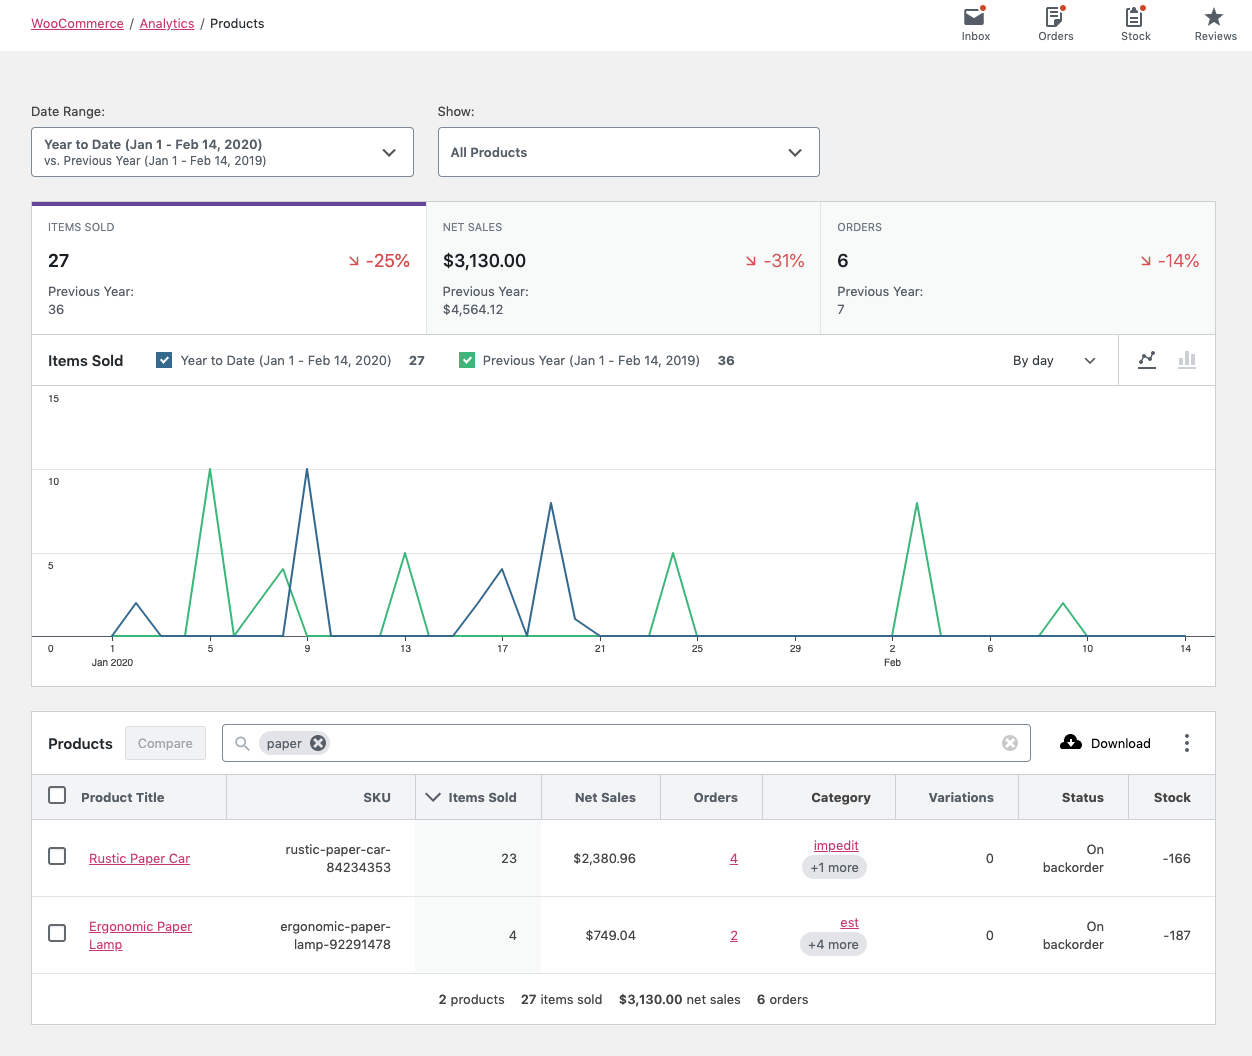 WooCommerce / Analytics / Products
Inbox
Orders
Stock
Reviews
Date Range:
Show:
Year to Date (Jan 1 - Feb 14, 2020)
vs. Previous Year (Jan 1 - Feb 14, 2019)
All Products
ITEMS SOLD
27
-25%
Previous Year:
36
NET SALES
$3,130.00
-31%
Previous Year:
$4,564.12
ORDERS
6
-14%
Previous Year:
7
Items Sold
Year to Date (Jan 1 - Feb 14, 2020) 27
Previous Year (Jan 1 - Feb 14, 2019) 36
By day
15
10
5
0 1 5 9 13 17 21 25 29 2 6 10 14
Jan 2020 Feb
Products Compare paper Download
Product Title SKU Items Sold Net Sales Orders Category Variations Status Stock
Rustic Paper Car
rustic-paper-car-
84234353
23
$2,380.96
4
impedit
+1 more
0
On
backorder
-166
Ergonomic Paper
Lamp
ergonomic-paper-
lamp-92291478
4
$749.04
2
est
+4 more
0
On
backorder
-187
2 products 27 items sold $3,130.00 net sales 6 orders